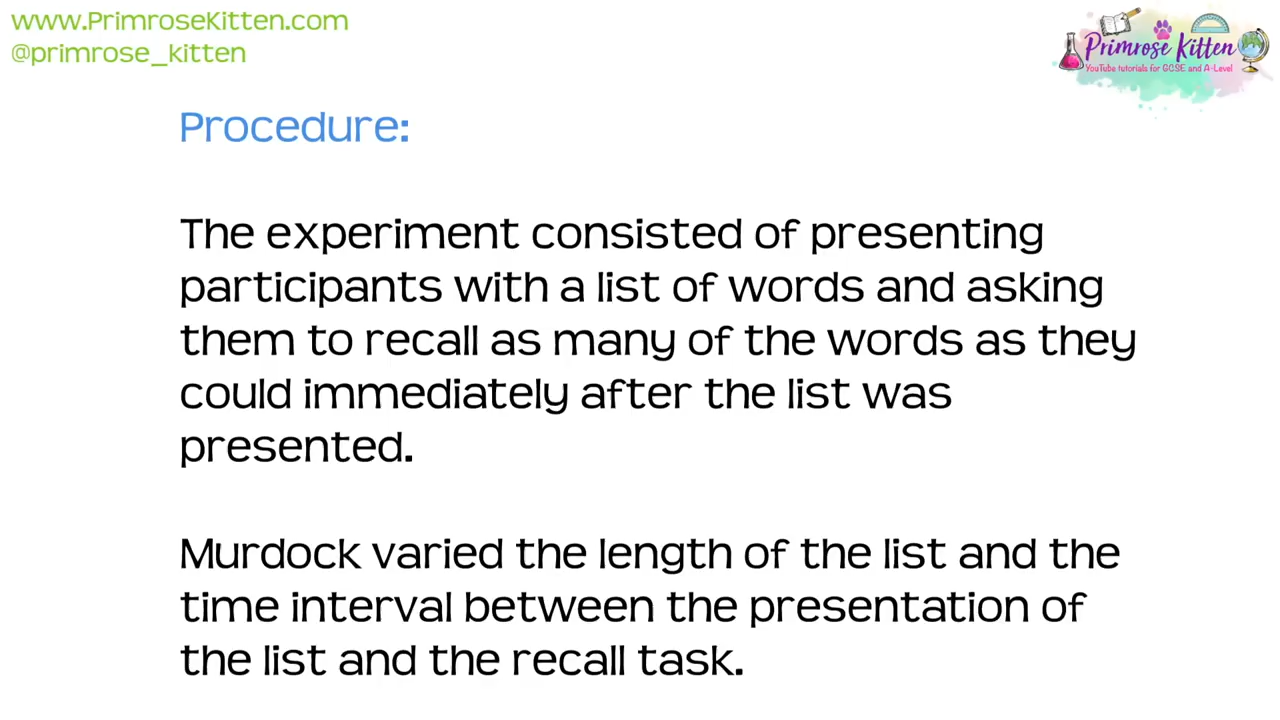 www.PrimroseKitten.com
@primrose_kitten
Primrose Kitten
YouTube tutorials for GCSE and A-Level
Procedure:
The experiment consisted of presenting
participants with a list of words and asking
them to recall as many of the words as they
could immediately after the list was
presented.
Murdock varied the length of the list and the
time interval between the presentation of
the list and the recall task.